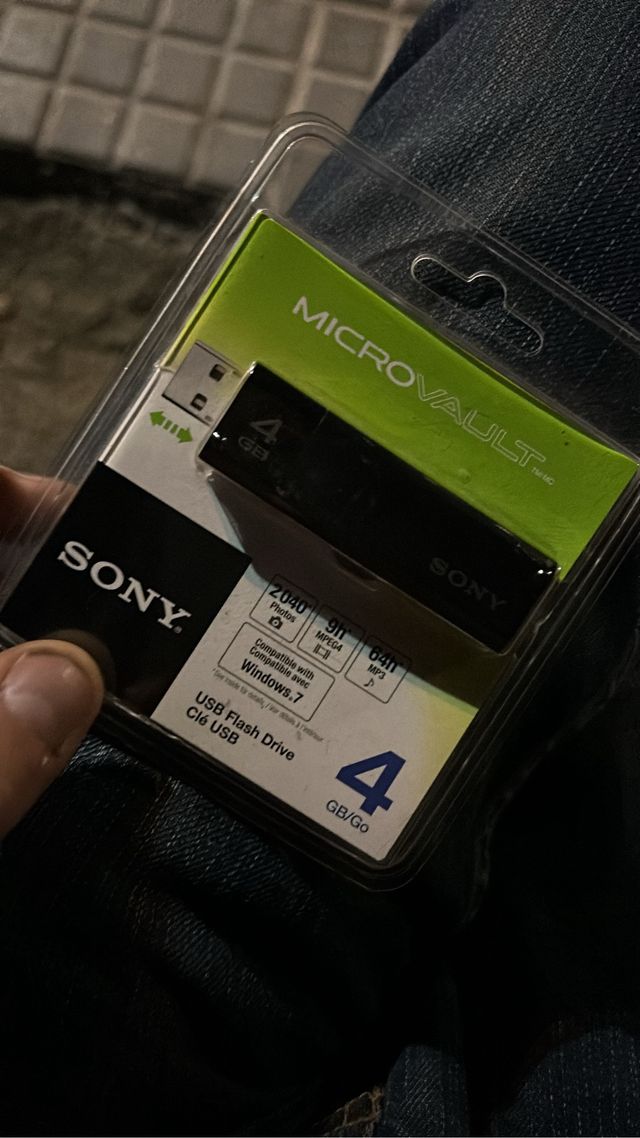 MICROVAULT
TM/MC
4
GB
SONY
SONY®
2040*
Photos
9h*
MPEG4
64h*
MP3
Compatible with
Compatible avec
Windows® 7
USB Flash Drive
Clé USB
4
GB/Go